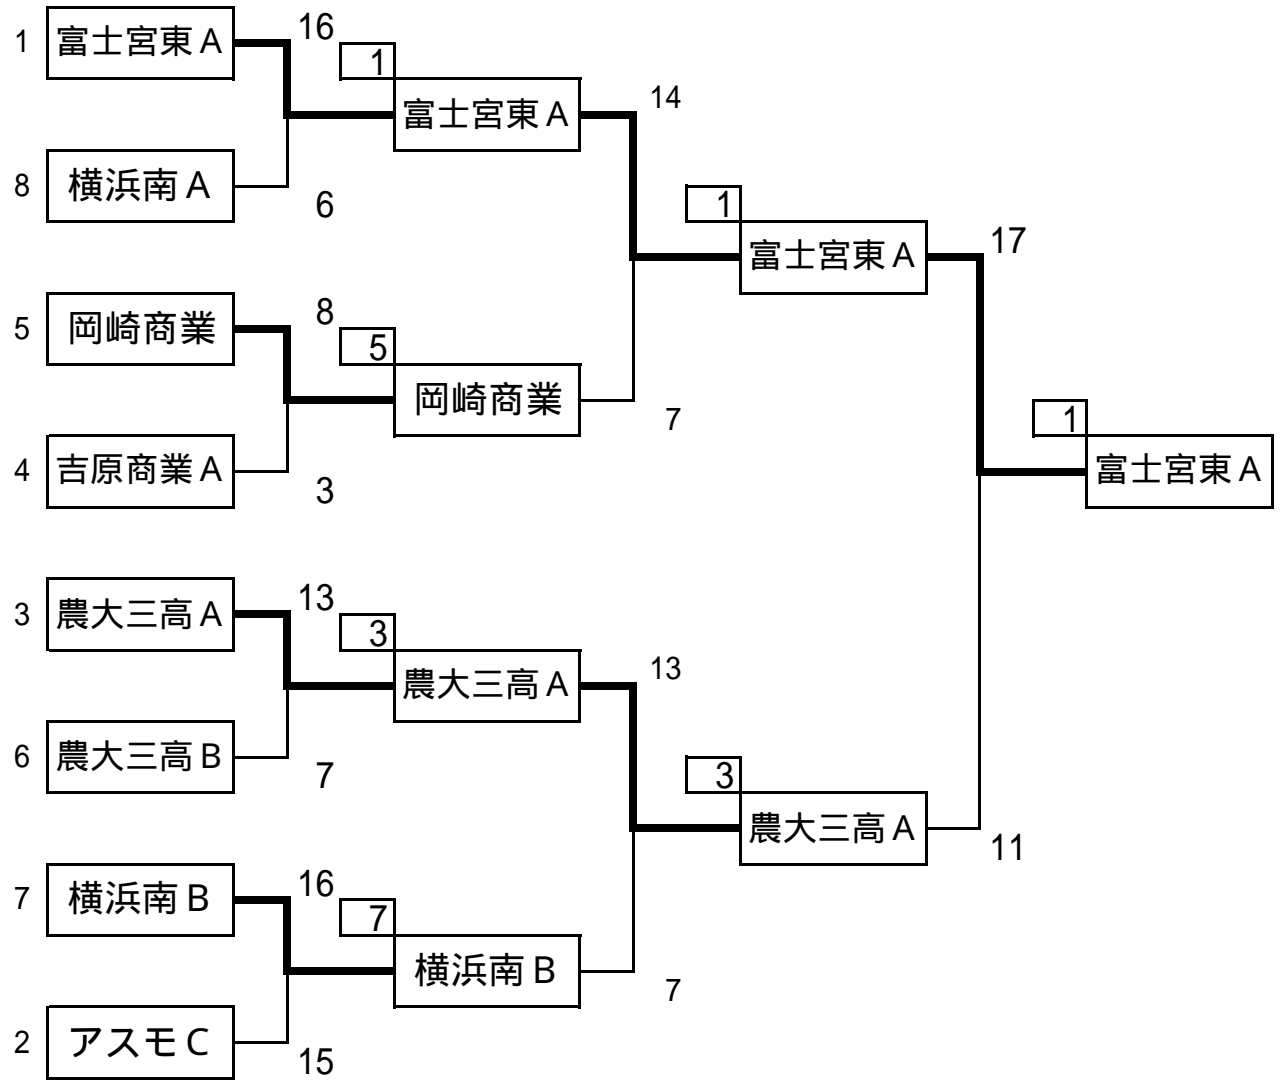 1 富士宮東A 16
1
富士宮東A 14
8 横浜南A 6
1
富士宮東A 17
5 岡崎商業 8
5
岡崎商業 7
4 吉原商業A 3
1
富士宮東A
3 農大三高A 13
3
農大三高A 13
6 農大三高B 7
3
農大三高A 11
7 横浜南B 16
7
横浜南B 7
2 アスモC 15